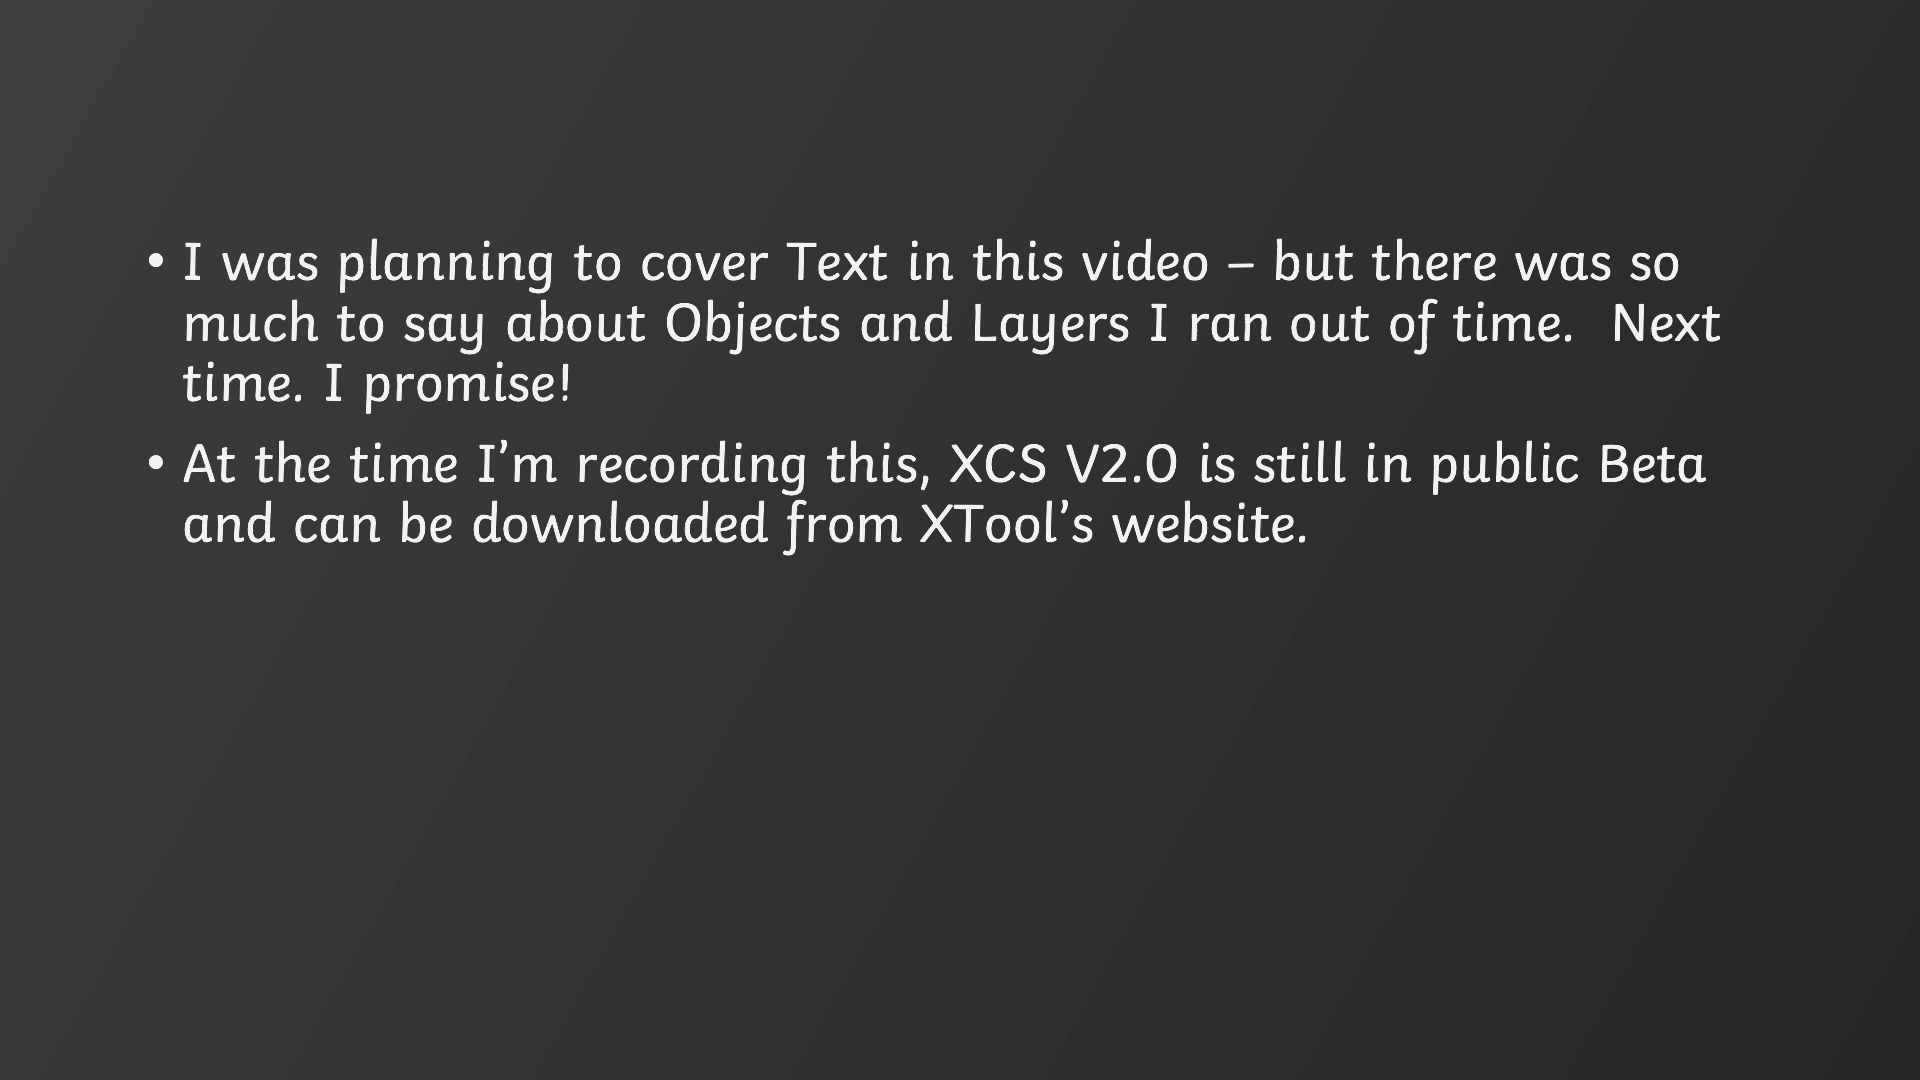 • I was planning to cover Text in this video – but there was so
much to say about Objects and Layers I ran out of time.  Next
time. I promise!
• At the time I’m recording this, XCS V2.0 is still in public Beta
and can be downloaded from XTool’s website.